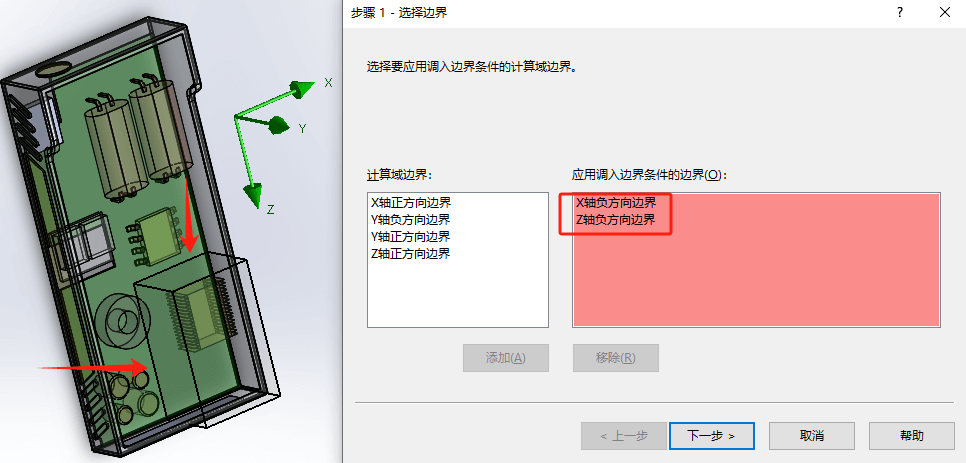 步骤 1 - 选择边界
?
选择要应用调入边界条件的计算域边界。
X
Y
Z
计算域边界：
应用调入边界条件的边界(O)：
X轴正方向边界
Y轴负方向边界
Y轴正方向边界
Z轴正方向边界
X轴负方向边界
Z轴负方向边界
添加(A)
移除(R)
< 上一步
下一步 >
取消
帮助